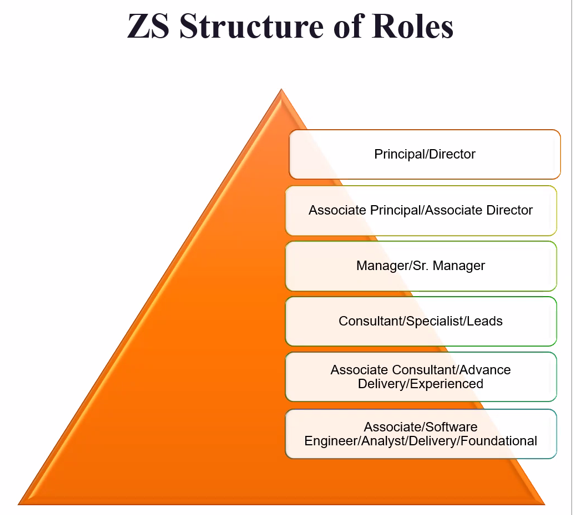 ZS Structure of Roles
Principal/Director
Associate Principal/Associate Director
Manager/Sr. Manager
Consultant/Specialist/Leads
Associate Consultant/Advance
Delivery/Experienced
Associate/Software
Engineer/Analyst/Delivery/Foundational